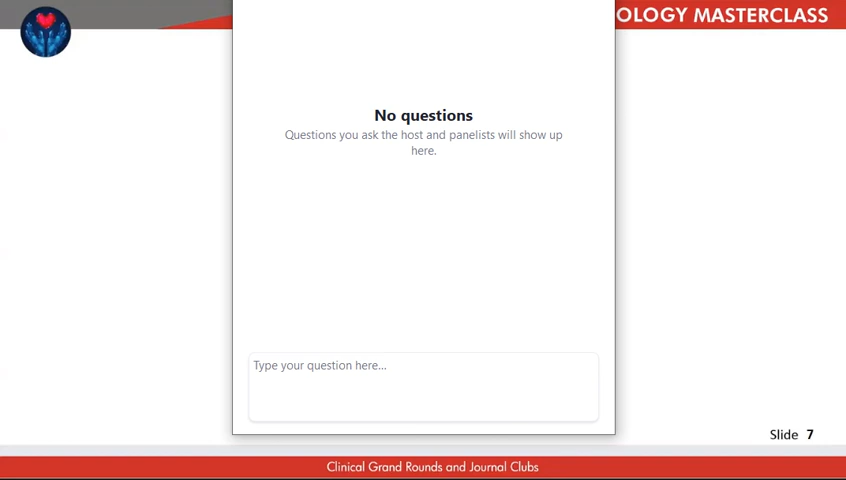 OLOGY MASTERCLASS
No questions
Questions you ask the host and panelists will show up
here.
Type your question here...
Slide 7
Clinical Grand Rounds and Journal Clubs